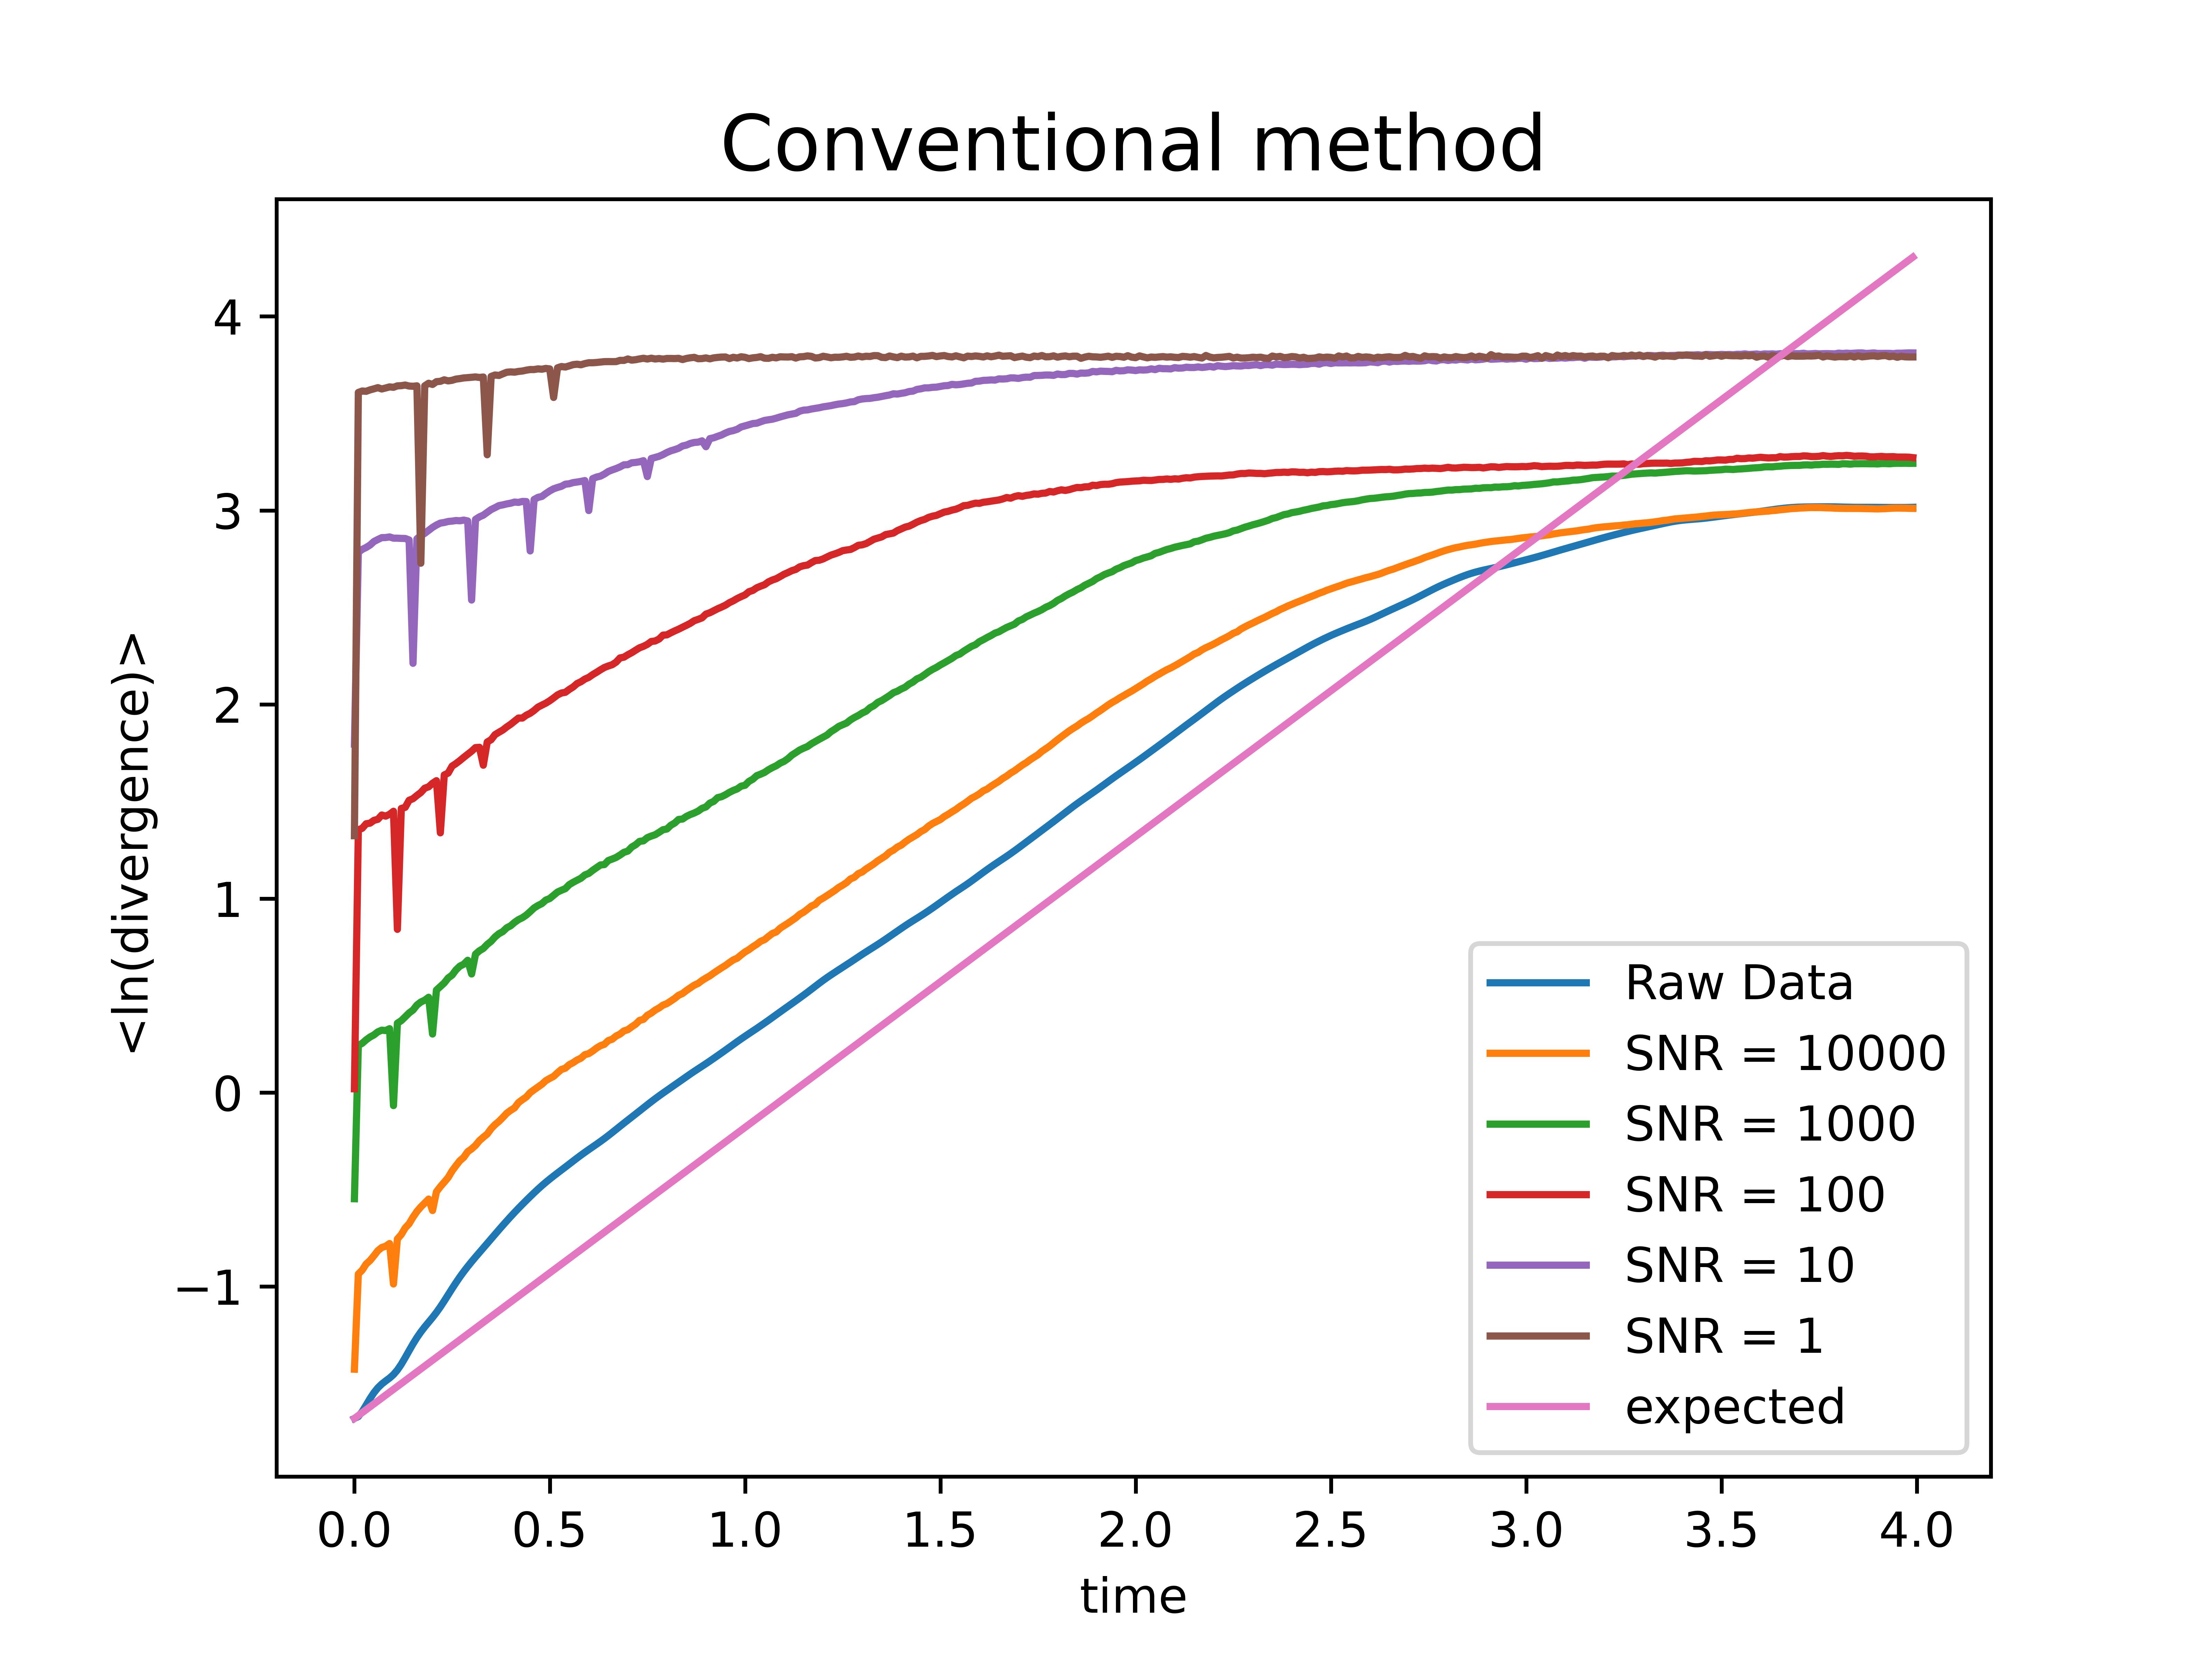 Conventional method
<ln(divergence)>
4
3
2
1
0
−1
0.0 0.5 1.0 1.5 2.0 2.5 3.0 3.5 4.0
time
Raw Data
SNR = 10000
SNR = 1000
SNR = 100
SNR = 10
SNR = 1
expected